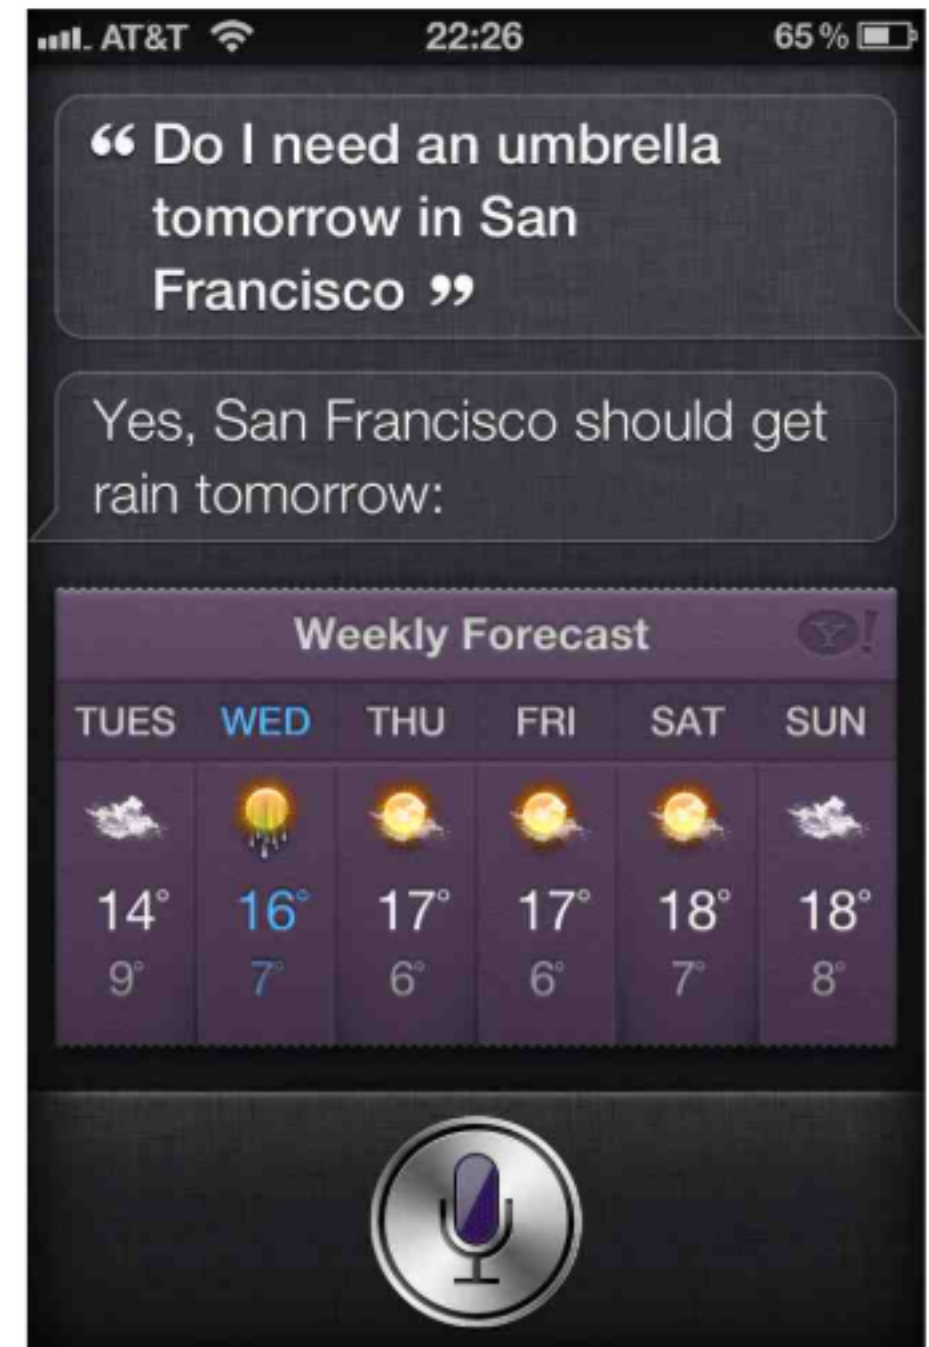 AT&T 22:26 65%
“ Do I need an umbrella
tomorrow in San
Francisco ”
Yes, San Francisco should get
rain tomorrow:
Weekly Forecast Y!
TUES WED THU FRI SAT SUN
14° 16° 17° 17° 18° 18°
9° 7° 6° 6° 7° 8°